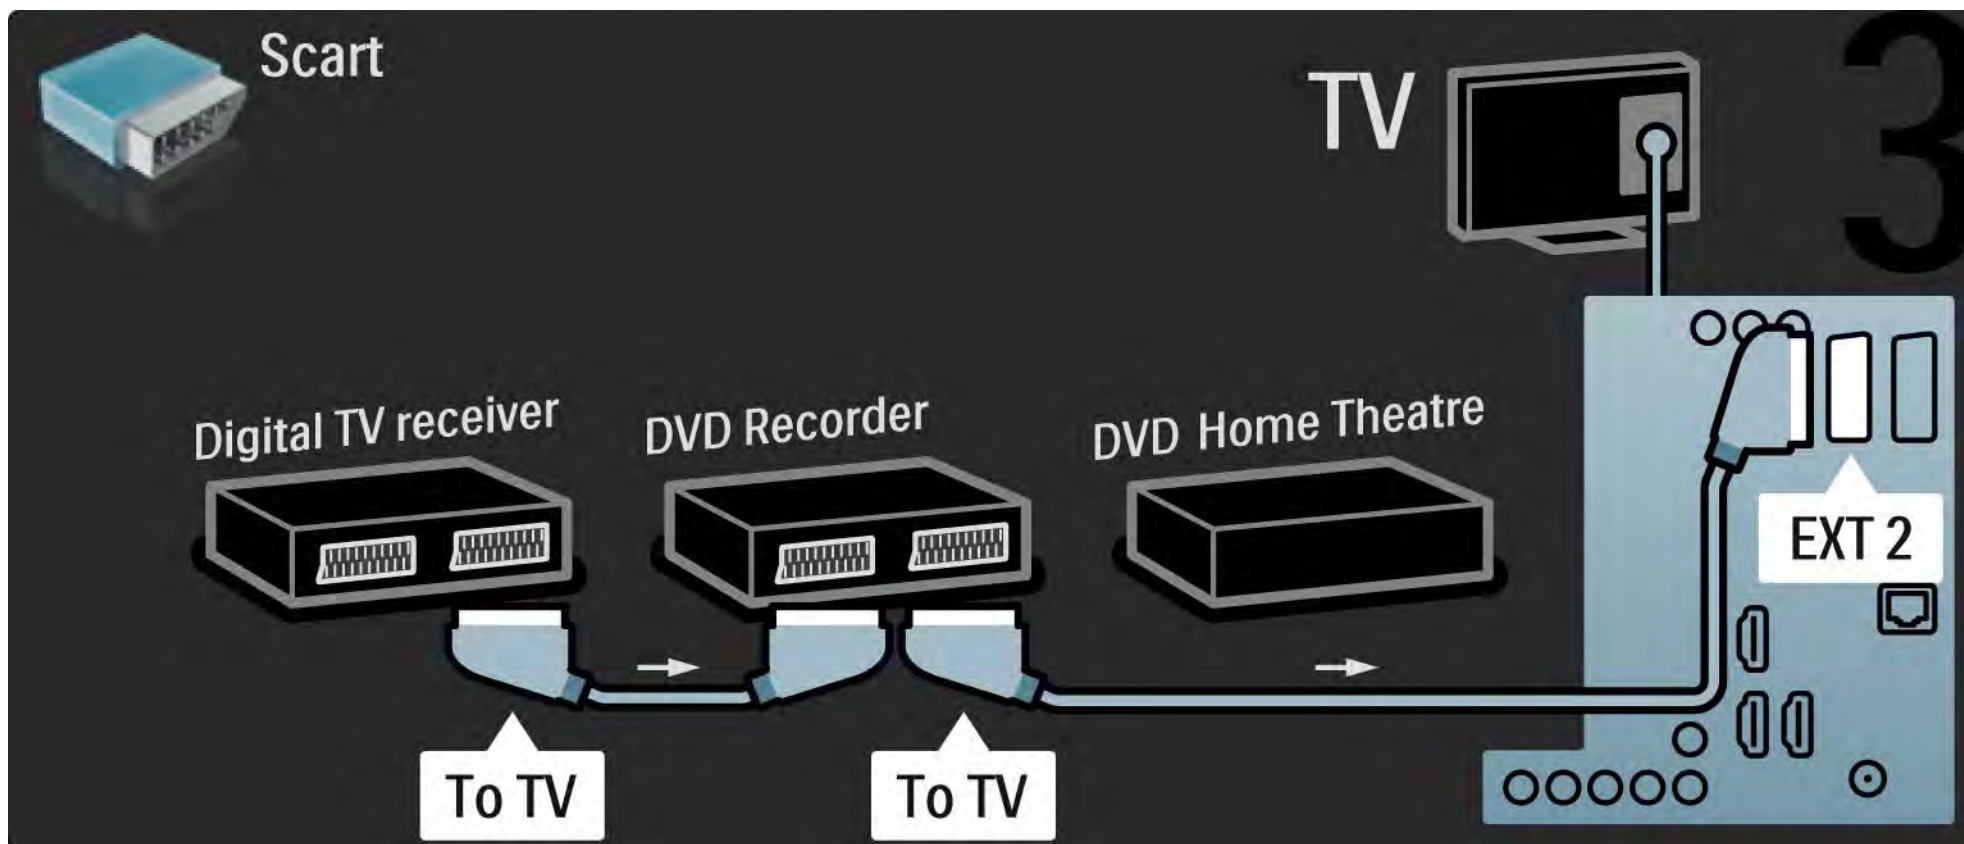 Scart
TV
3
Digital TV receiver
DVD Recorder
DVD Home Theatre
EXT 2
To TV
To TV